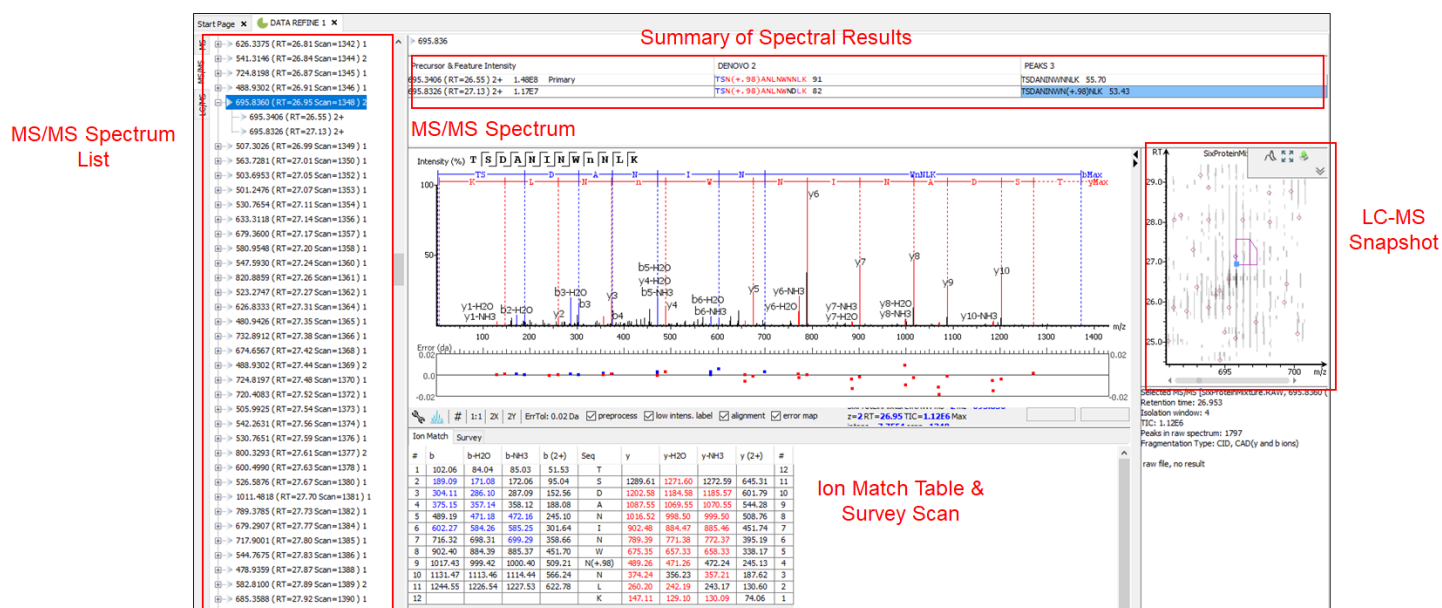 Start Page DATA REFINE 1
MS/MS Spectrum
List
MS
MS/MS
LC/MS
626.3375 (RT=26.81 Scan=1342) 1
541.3146 (RT=26.84 Scan=1344) 2
724.8198 (RT=26.87 Scan=1345) 1
488.9302 (RT=26.91 Scan=1346) 1
695.8360 (RT=26.95 Scan=1348) 2
695.3406 (RT=26.55) 2+
695.8326 (RT=27.13) 2+
507.3026 (RT=26.99 Scan=1349) 1
563.7281 (RT=27.01 Scan=1350) 1
503.6953 (RT=27.05 Scan=1352) 1
501.2476 (RT=27.07 Scan=1353) 1
530.7654 (RT=27.11 Scan=1354) 1
633.3118 (RT=27.14 Scan=1356) 1
679.3600 (RT=27.17 Scan=1357) 1
580.9548 (RT=27.20 Scan=1358) 1
547.5930 (RT=27.24 Scan=1360) 1
820.8859 (RT=27.26 Scan=1361) 1
523.2747 (RT=27.27 Scan=1362) 1
626.8333 (RT=27.31 Scan=1364) 1
480.9426 (RT=27.35 Scan=1365) 1
732.8912 (RT=27.38 Scan=1366) 1
674.6567 (RT=27.42 Scan=1368) 1
488.9302 (RT=27.44 Scan=1369) 2
724.8197 (RT=27.48 Scan=1370) 1
720.4083 (RT=27.52 Scan=1372) 1
505.9925 (RT=27.54 Scan=1373) 1
542.2631 (RT=27.56 Scan=1374) 1
530.7651 (RT=27.59 Scan=1376) 1
800.3293 (RT=27.61 Scan=1377) 2
600.4990 (RT=27.63 Scan=1378) 1
526.5876 (RT=27.67 Scan=1380) 1
1011.4818 (RT=27.70 Scan=1381) 1
789.3785 (RT=27.73 Scan=1382) 1
679.2907 (RT=27.77 Scan=1384) 1
717.9001 (RT=27.80 Scan=1385) 1
544.7675 (RT=27.83 Scan=1386) 1
478.9359 (RT=27.87 Scan=1388) 1
582.8100 (RT=27.89 Scan=1389) 2
685.3588 (RT=27.92 Scan=1390) 1
695.836
Summary of Spectral Results
Precursor & Feature Intensity DENOVO 2 PEAKS 3
695.3406 (RT=26.55) 2+ 1.48E8 Primary TSN(+.98)ANLNWNNLK 91 TSDANINWNNLK 55.70
695.8326 (RT=27.13) 2+ 1.17E7 TSN(+.98)ANLNWNDLK 82 TSDANINWN(+.98)NLK 53.43
MS/MS Spectrum
Intensity (%) T S D A N I N W n N L K
TS D A N I N WnNLK bMax
K L N n W N I N A D S T yMax
100
50
y6
y7
y8
y9
y10
b5-H2O
y4-H2O
b5-NH3
b3-H2O
b3
y3
y5
y6-NH3
y1-H2O
y1-NH3
b2-H2O
y2
b4
y4
b6-H2O
b6-NH3
y6-H2O
y7-NH3
y7-H2O
y8-H2O
y8-NH3
y10-NH3
m/z
100 200 300 400 500 600 700 800 900 1000 1100 1200 1300 1400
Error (da)
0.02 0.02
0.0 0.0
-0.02 -0.02
# 1:1 2X 2Y ErrTol: 0.02 Da preprocess low intens. label alignment error map
z=2 RT=26.95 TIC=1.12E6 Max
Ion Match Survey
# b b-H2O b-NH3 b (2+) Seq y y-H2O y-NH3 y (2+) #
1 102.06 84.04 85.03 51.53 T 12
2 189.09 171.08 172.06 95.04 S 1289.61 1271.60 1272.59 645.31 11
3 304.11 286.10 287.09 152.56 D 1202.58 1184.58 1185.57 601.79 10
4 375.15 357.14 358.12 188.08 A 1087.55 1069.55 1070.55 544.28 9
5 489.19 471.18 472.16 245.10 N 1016.52 998.50 999.50 508.76 8
6 602.27 584.26 585.25 301.64 I 902.48 884.47 885.46 451.74 7
7 716.32 698.31 699.29 358.66 N 789.39 771.38 772.37 395.19 6
8 902.40 884.39 885.37 451.70 W 675.35 657.33 658.33 338.17 5
9 1017.43 999.42 1000.40 509.21 N(+.98) 489.26 471.26 472.24 245.13 4
10 1131.47 1113.46 1114.44 566.24 N 374.24 356.23 357.21 187.62 3
11 1244.55 1226.54 1227.53 622.78 L 260.20 242.19 243.17 130.60 2
12 K 147.11 129.10 130.09 74.06 1
Ion Match Table &
Survey Scan
RT
29.0
28.0
27.0
26.0
25.0
695 700 m/z
LC-MS
Snapshot
Retention time: 26.953
Isolation window: 4
TIC: 1.12E6
Peaks in raw spectrum: 1797
Fragmentation Type: CID, CAD(y and b ions)
raw file, no result